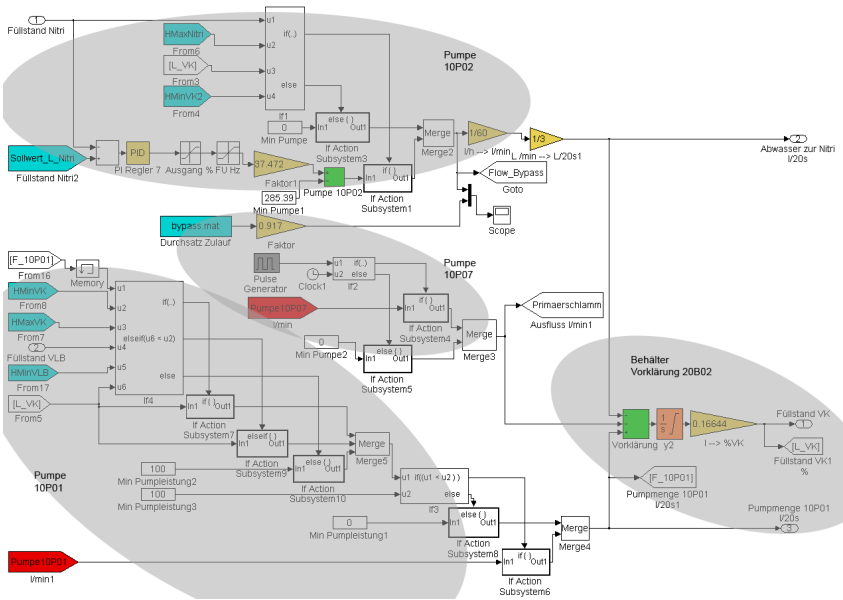 1
Füllstand Nitri
HMaxNitri
From6
[L_VK]
From3
HMinVK2
From4
u1
u2
u3
u4
if(..)
else
If1
Pumpe
10P02
0
Min Pumpe
else ( )
In1 Out1
If Action
Subsystem3
Merge
Merge2
1/60
l/h --> l/min
1/3
L /min --> L/20s1
2
Abwasser zur Nitri
l/20s
Sollwert_L_Nitri
Füllstand Nitri2
PID
PI Regler 7
Ausgang %
FU Hz
37.472
Faktor1
285.39
Min Pumpe1
Pumpe 10P02
if ( )
In1 Out1
If Action
Subsystem1
Flow_Bypass
Goto
Scope
bypass.mat
Durchsatz Zulauf
0.917
Faktor
[F_10P01]
From16
Memory
HMinVK
From8
HMaxVK
From7
2
Füllstand VLB
HMinVLB
From17
[L_VK]
From5
u1
u2
u3
u4
u5
u6
if(..)
elseif(u6 < u2)
else
If4
Pulse
Generator
Clock1
u1
u2
if(..)
else
If2
Pumpe
10P07
Pumpe10P07
l/min
if ( )
In1 Out1
If Action
Subsystem4
0
Min Pumpe2
else ( )
In1 Out1
If Action
Subsystem5
Merge
Merge3
Primaerschlamm
Ausfluss l/min1
Behälter
Vorklärung 20B02
Vorklärung
1
s
y2
0.16644
l --> %VK
Füllstand VK
1
[L_VK]
Füllstand VK1
%
[F_10P01]
Pumpmenge 10P01
l/20s1
Pumpmenge 10P01
l/20s
3
if ( )
In1 Out1
If Action
Subsystem7
elseif ( )
In1 Out1
If Action
Subsystem9
else ( )
In1 Out1
If Action
Subsystem10
Merge
Merge5
Pumpe
10P01
100
Min Pumpleistung2
100
Min Pumpleistung3
u1
u2
if((u1 < u2 ))
else
If3
0
Min Pumpleistung1
else ( )
In1 Out1
If Action
Subsystem8
Merge
Merge4
Pumpe10P01
l/min1
if ( )
In1 Out1
If Action
Subsystem6